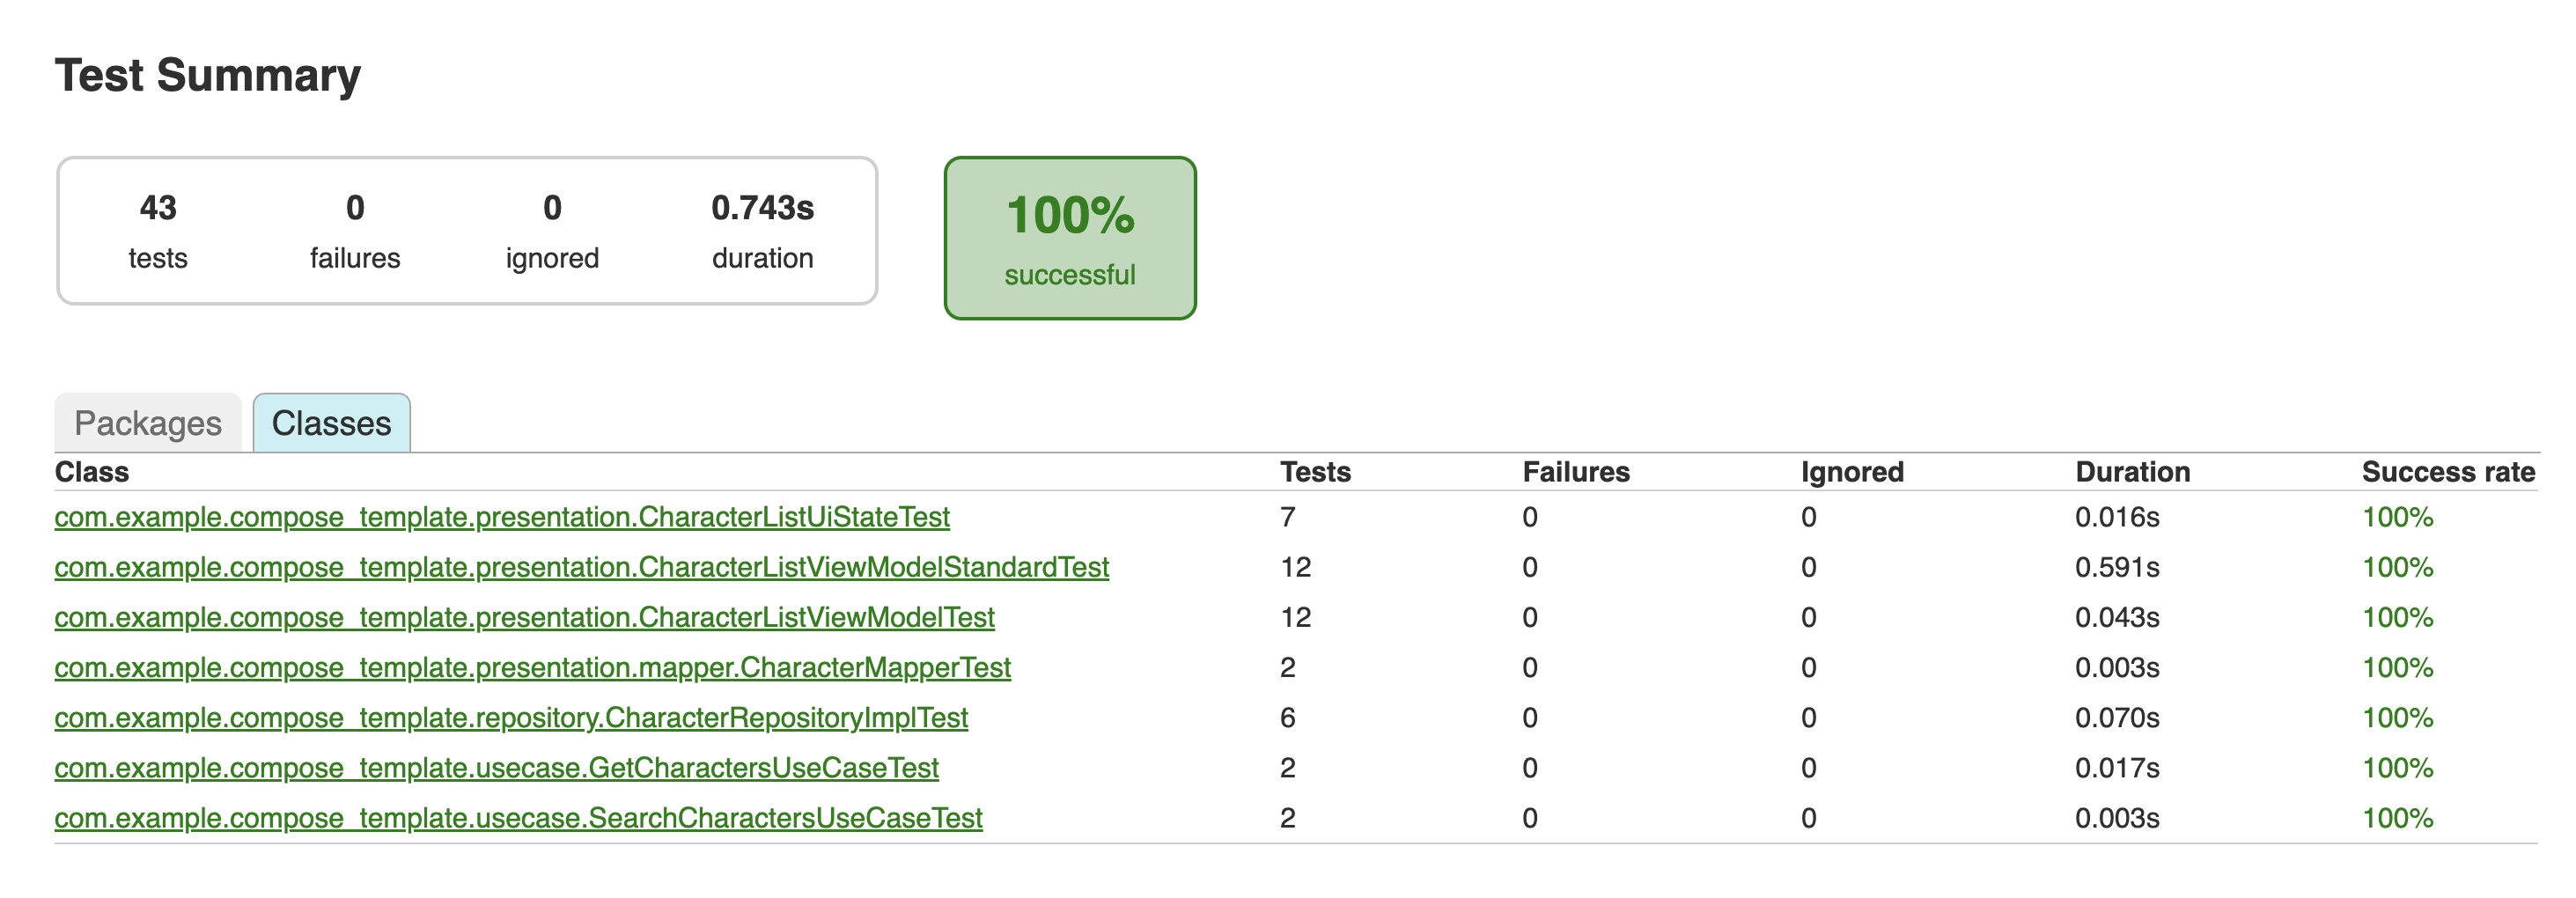 Test Summary
43 0 0 0.743s
tests failures ignored duration
100%
successful
Packages Classes
Class Tests Failures Ignored Duration Success rate
com.example.compose_template.presentation.CharacterListUiStateTest 7 0 0 0.016s 100%
com.example.compose_template.presentation.CharacterListViewModelStandardTest 12 0 0 0.591s 100%
com.example.compose_template.presentation.CharacterListViewModelTest 12 0 0 0.043s 100%
com.example.compose_template.presentation.mapper.CharacterMapperTest 2 0 0 0.003s 100%
com.example.compose_template.repository.CharacterRepositoryImplTest 6 0 0 0.070s 100%
com.example.compose_template.usecase.GetCharactersUseCaseTest 2 0 0 0.017s 100%
com.example.compose_template.usecase.SearchCharactersUseCaseTest 2 0 0 0.003s 100%